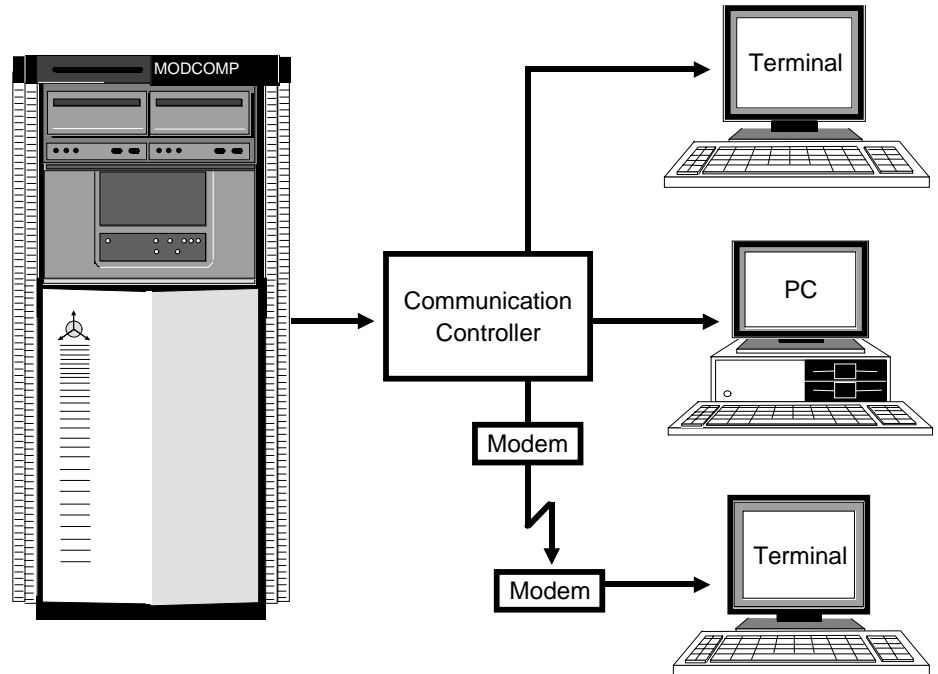 MODCOMP
Terminal
Communication
Controller
PC
Modem
Modem
Terminal